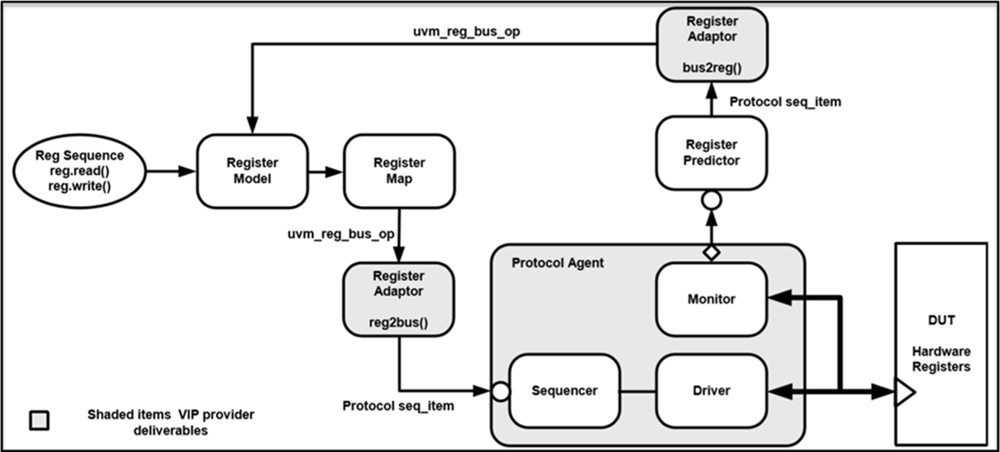 uvm_reg_bus_op
Register
Adaptor
bus2reg()
Protocol seq_item
Register
Predictor
Reg Sequence
reg.read()
reg.write()
Register
Model
Register
Map
uvm_reg_bus_op
Register
Adaptor
reg2bus()
Protocol seq_item
Protocol Agent
Monitor
Sequencer
Driver
DUT
Hardware
Registers
Shaded items VIP provider
deliverables